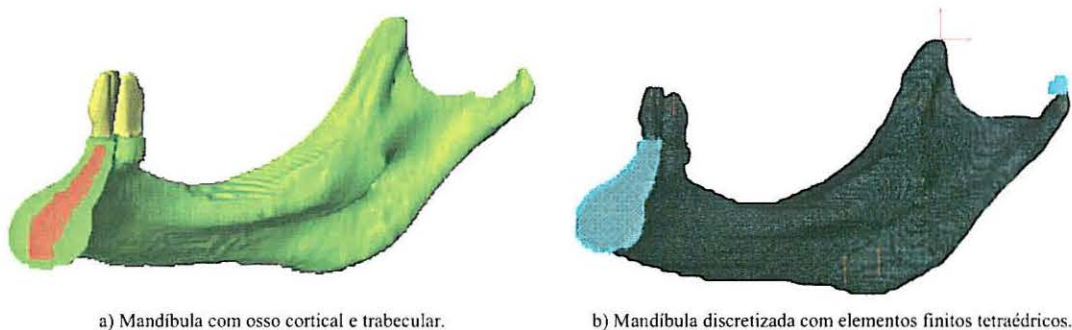 a) Mandíbula com osso cortical e trabecular.
b) Mandíbula discretizada com elementos finitos tetraédricos.